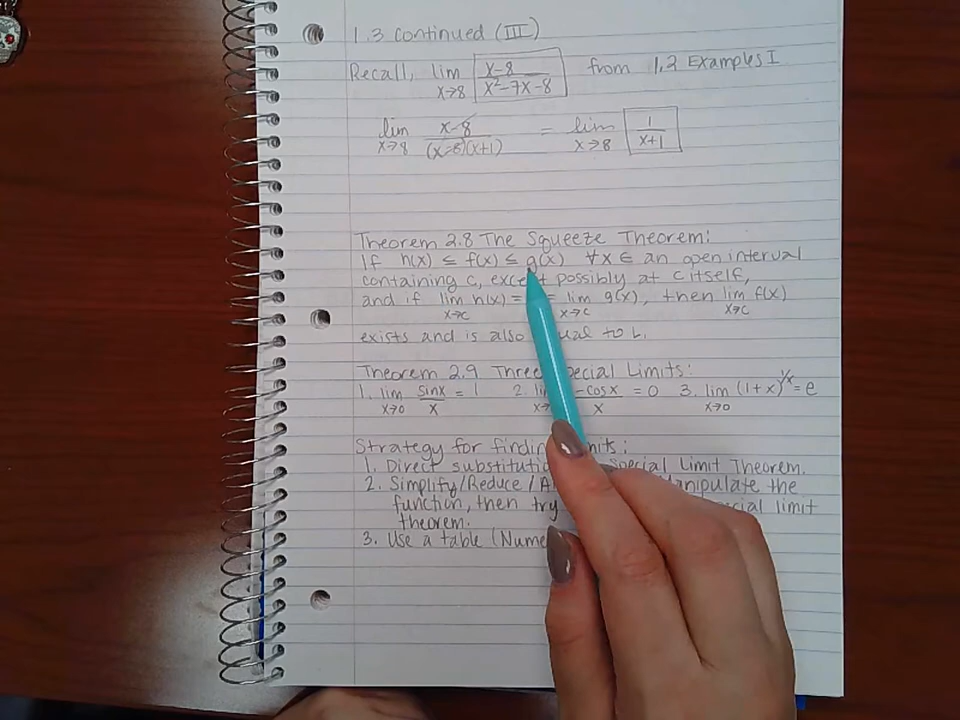 1.3 continued (III)
Recall, lim x→8 x-8 / x²-7x-8 from 1.2 Examples I
lim x→8 x-8 / (x-8)(x+1) = lim x→8 1 / x+1
Theorem 2.8 The Squeeze Theorem:
If h(x) ≤ f(x) ≤ g(x) ∀x ∈ an open interval
containing c, except possibly at c itself,
and if lim x→c h(x) = = lim x→c g(x), then lim x→c f(x)
exists and is also to L.
Theorem 2.9 Three Special Limits:
1. lim x→0 sinx / x = 1 2. -cosx / x = 0 3. lim x→0 (1+x)^1/x = e
Strategy for finding
1. Direct Special Limit Theorem.
2. Simplify/Reduce/ Manipulate the
function, then try limit
theorem.
3. Use a table